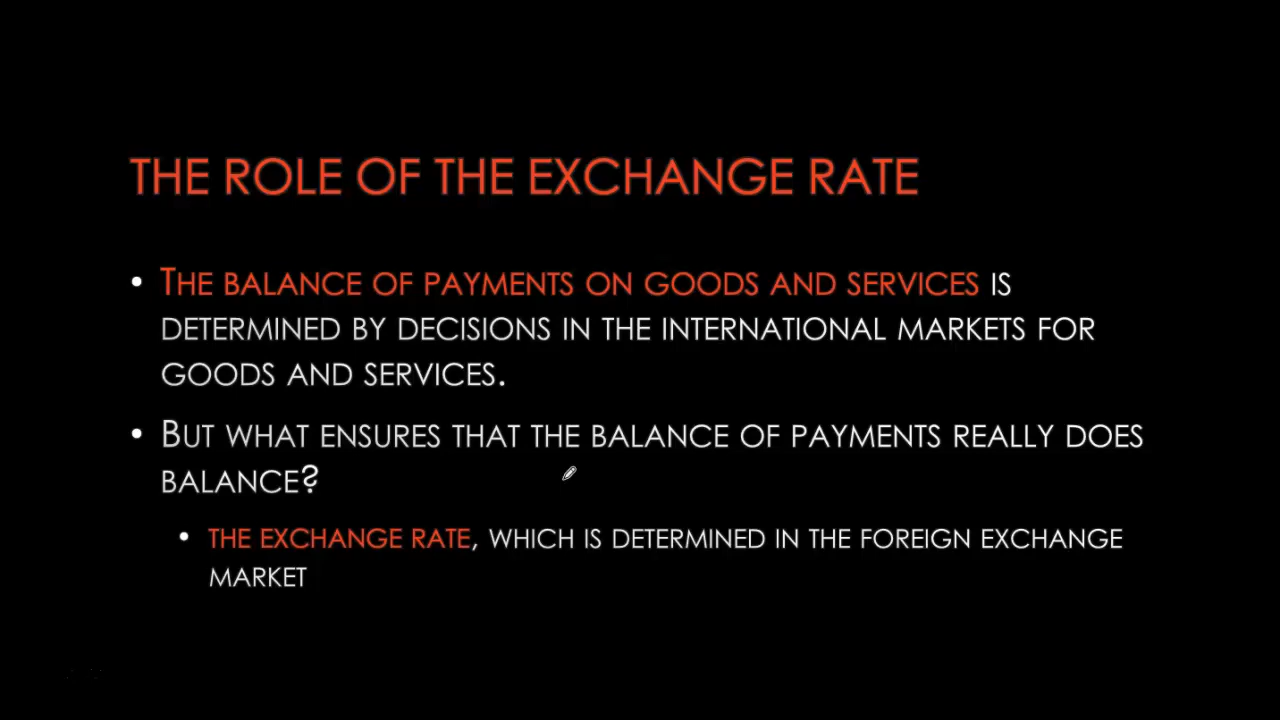 THE ROLE OF THE EXCHANGE RATE
• THE BALANCE OF PAYMENTS ON GOODS AND SERVICES IS
DETERMINED BY DECISIONS IN THE INTERNATIONAL MARKETS FOR
GOODS AND SERVICES.
• BUT WHAT ENSURES THAT THE BALANCE OF PAYMENTS REALLY DOES
BALANCE?
• THE EXCHANGE RATE, WHICH IS DETERMINED IN THE FOREIGN EXCHANGE
MARKET